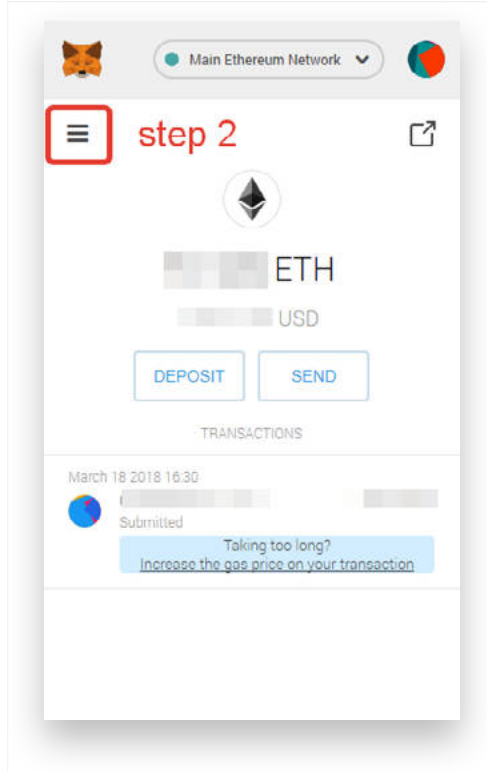 Main Ethereum Network
step 2
ETH
USD
DEPOSIT
SEND
TRANSACTIONS
March 18 2018 16:30
Submitted
Taking too long?
Increase the gas price on your transaction